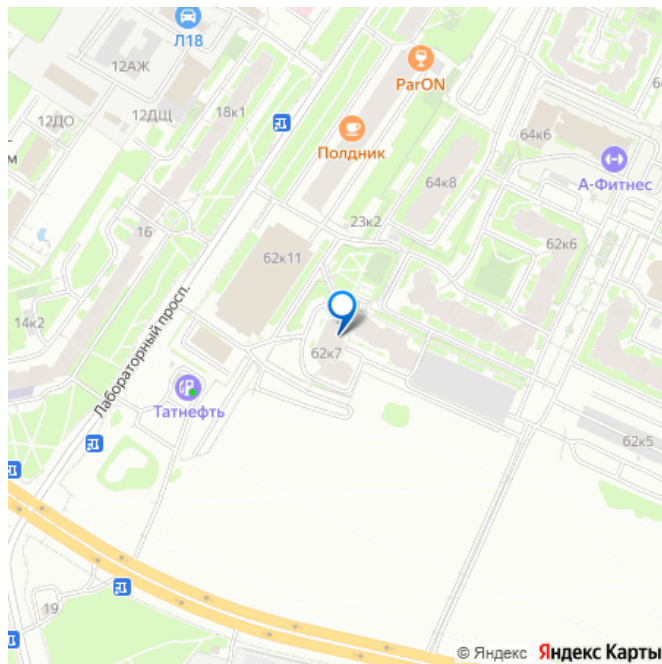 Л18
12АЖ
ParON
12ДО
12ДЩ
18к1
64к6
м
Полдник
А-Фитнес
64к8
23к2
16
62к6
62к11
Лабораторный просп.
14к2
62к7
Татнефть
62к5
19
© Яндекс Яндекс Карты